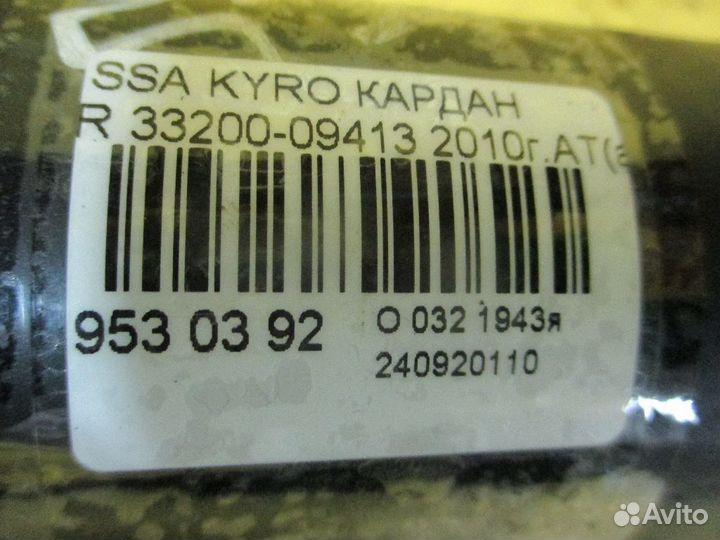 SSA KYRO КАРДАН
R 33200-09413 2010г.AT(
953 03 92
O 032 1943я
240920110
Avito